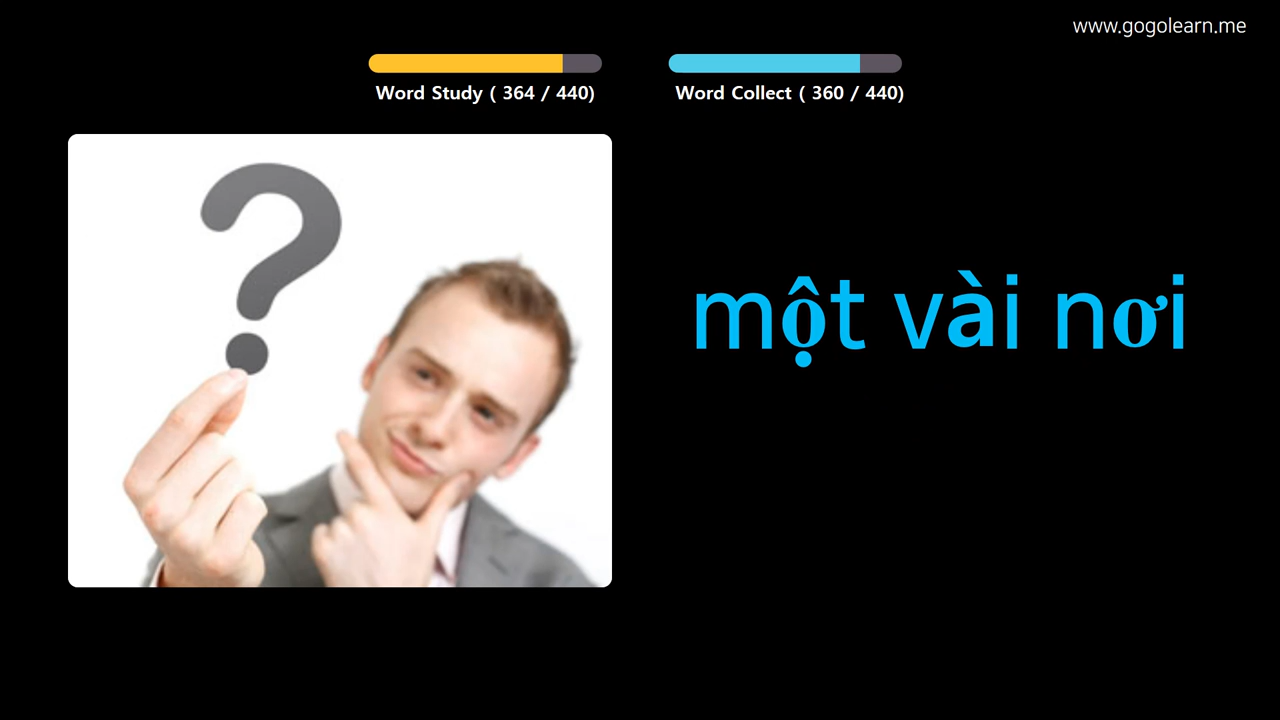 www.gogolearn.me
Word Study ( 364 / 440)
Word Collect ( 360 / 440)
?
một vài nơi